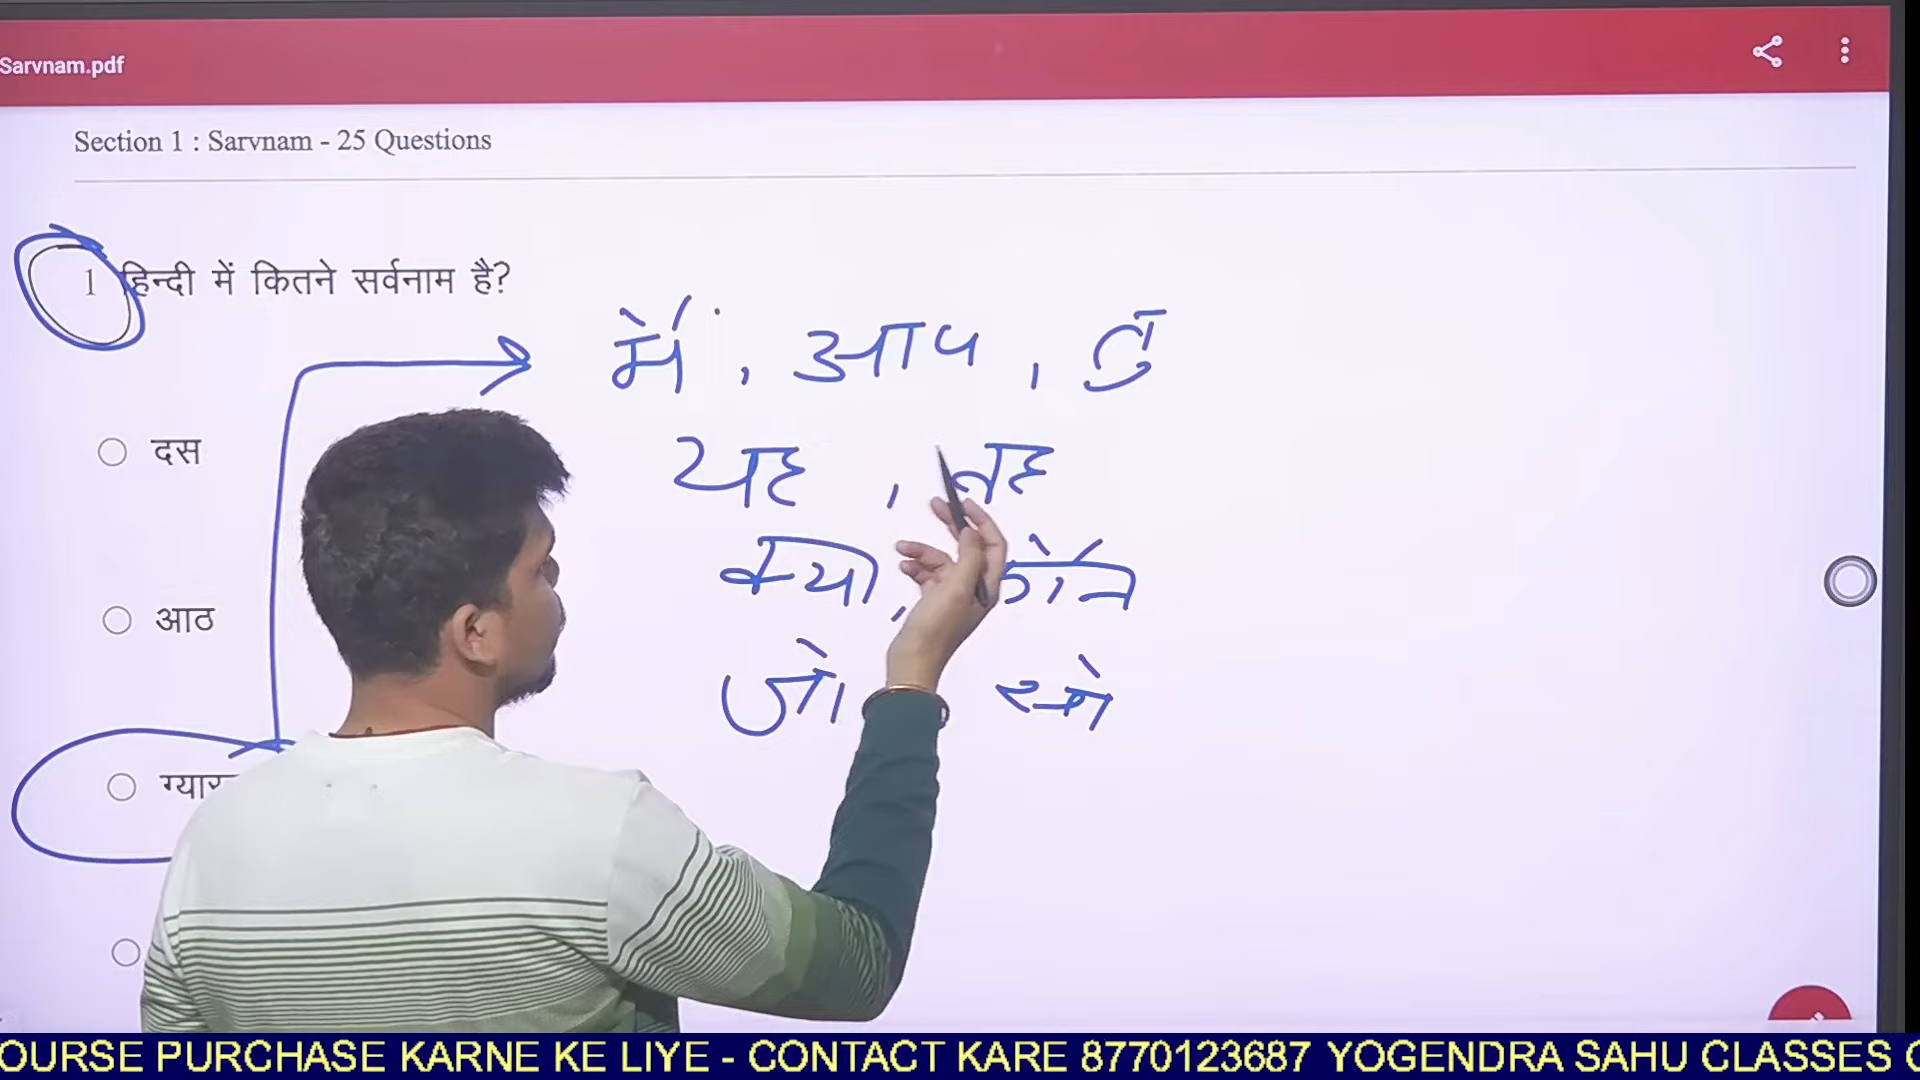 Sarvnam.pdf
Section 1 : Sarvnam - 25 Questions
1 हिन्दी में कितने सर्वनाम है?
में , आप , तु
दस
यह , वह
क्या, कौन
आठ
जो सो
OURSE PURCHASE KARNE KE LIYE - CONTACT KARE 8770123687 YOGENDRA SAHU CLASSES